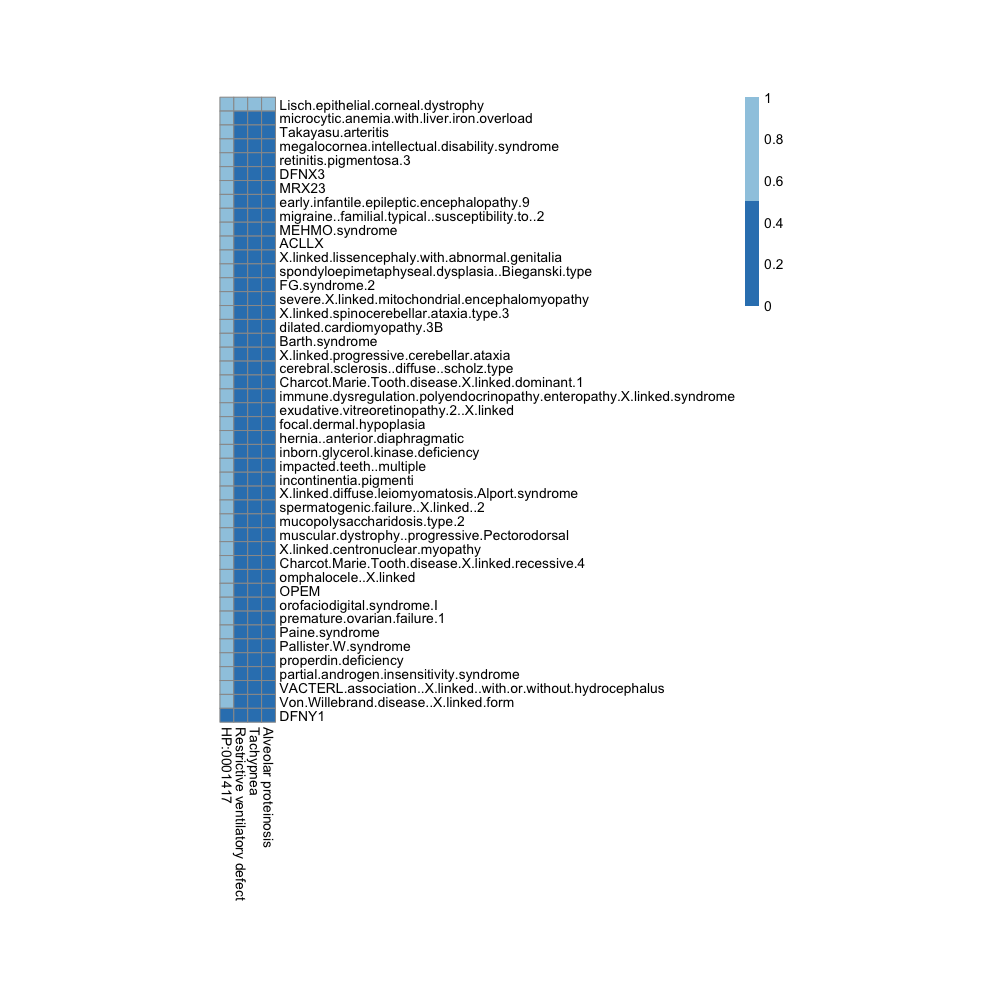 Lisch.epithelial.corneal.dystrophy
microcytic.anemia.with.liver.iron.overload
Takayasu.arteritis
megalocornea.intellectual.disability.syndrome
retinitis.pigmentosa.3
DFNX3
MRX23
early.infantile.epileptic.encephalopathy.9
migraine..familial.typical..susceptibility.to..2
MEHMO.syndrome
ACLLX
X.linked.lissencephaly.with.abnormal.genitalia
spondyloepimetaphyseal.dysplasia..Bieganski.type
FG.syndrome.2
severe.X.linked.mitochondrial.encephalomyopathy
X.linked.spinocerebellar.ataxia.type.3
dilated.cardiomyopathy.3B
Barth.syndrome
X.linked.progressive.cerebellar.ataxia
cerebral.sclerosis..diffuse..scholz.type
Charcot.Marie.Tooth.disease.X.linked.dominant.1
immune.dysregulation.polyendocrinopathy.enteropathy.X.linked.syndrome
exudative.vitreoretinopathy.2..X.linked
focal.dermal.hypoplasia
hernia..anterior.diaphragmatic
inborn.glycerol.kinase.deficiency
impacted.teeth..multiple
incontinentia.pigmenti
X.linked.diffuse.leiomyomatosis.Alport.syndrome
spermatogenic.failure..X.linked..2
mucopolysaccharidosis.type.2
muscular.dystrophy..progressive.Pectorodorsal
X.linked.centronuclear.myopathy
Charcot.Marie.Tooth.disease.X.linked.recessive.4
omphalocele..X.linked
OPEM
orofaciodigital.syndrome.I
premature.ovarian.failure.1
Paine.syndrome
Pallister.W.syndrome
properdin.deficiency
partial.androgen.insensitivity.syndrome
VACTERL.association..X.linked..with.or.without.hydrocephalus
Von.Willebrand.disease..X.linked.form
DFNY1
HP:0001417
Restrictive ventilatory defect
Tachypnea
Alveolar proteinosis
1
0.8
0.6
0.4
0.2
0